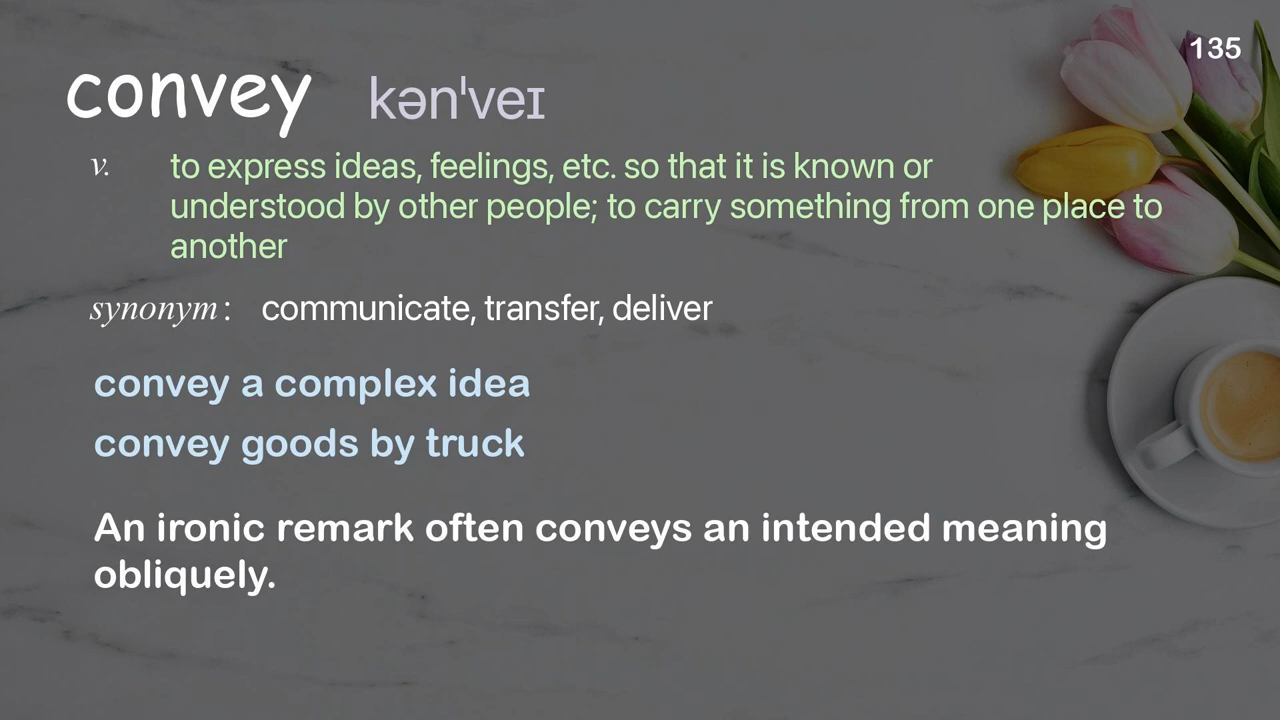 135
convey kən'veɪ
v. to express ideas, feelings, etc. so that it is known or
understood by other people; to carry something from one place to
another
synonym: communicate, transfer, deliver
convey a complex idea
convey goods by truck
An ironic remark often conveys an intended meaning
obliquely.